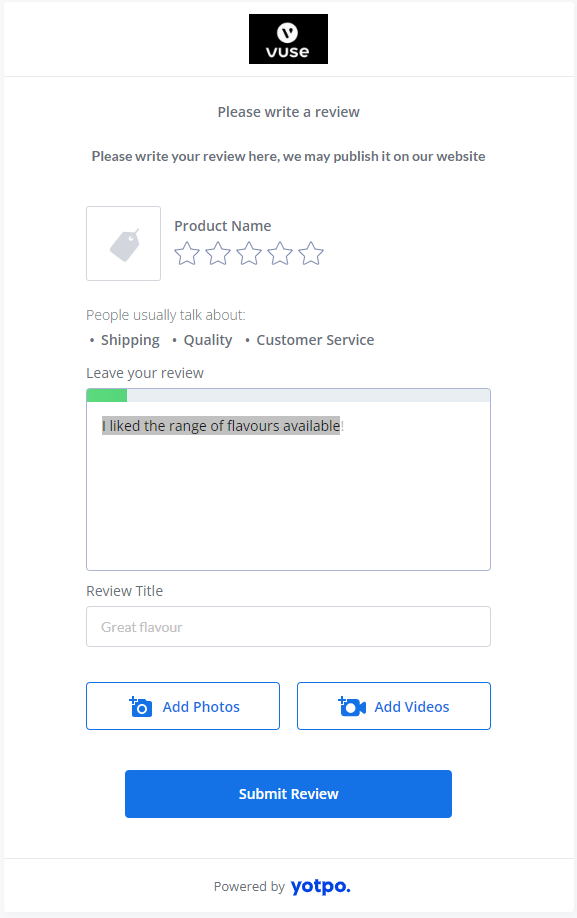 vuse
Please write a review
Please write your review here, we may publish it on our website
Product Name
People usually talk about:
• Shipping • Quality • Customer Service
Leave your review
I liked the range of flavours available!
Review Title
Great flavour
Add Photos Add Videos
Submit Review
Powered by yotpo.